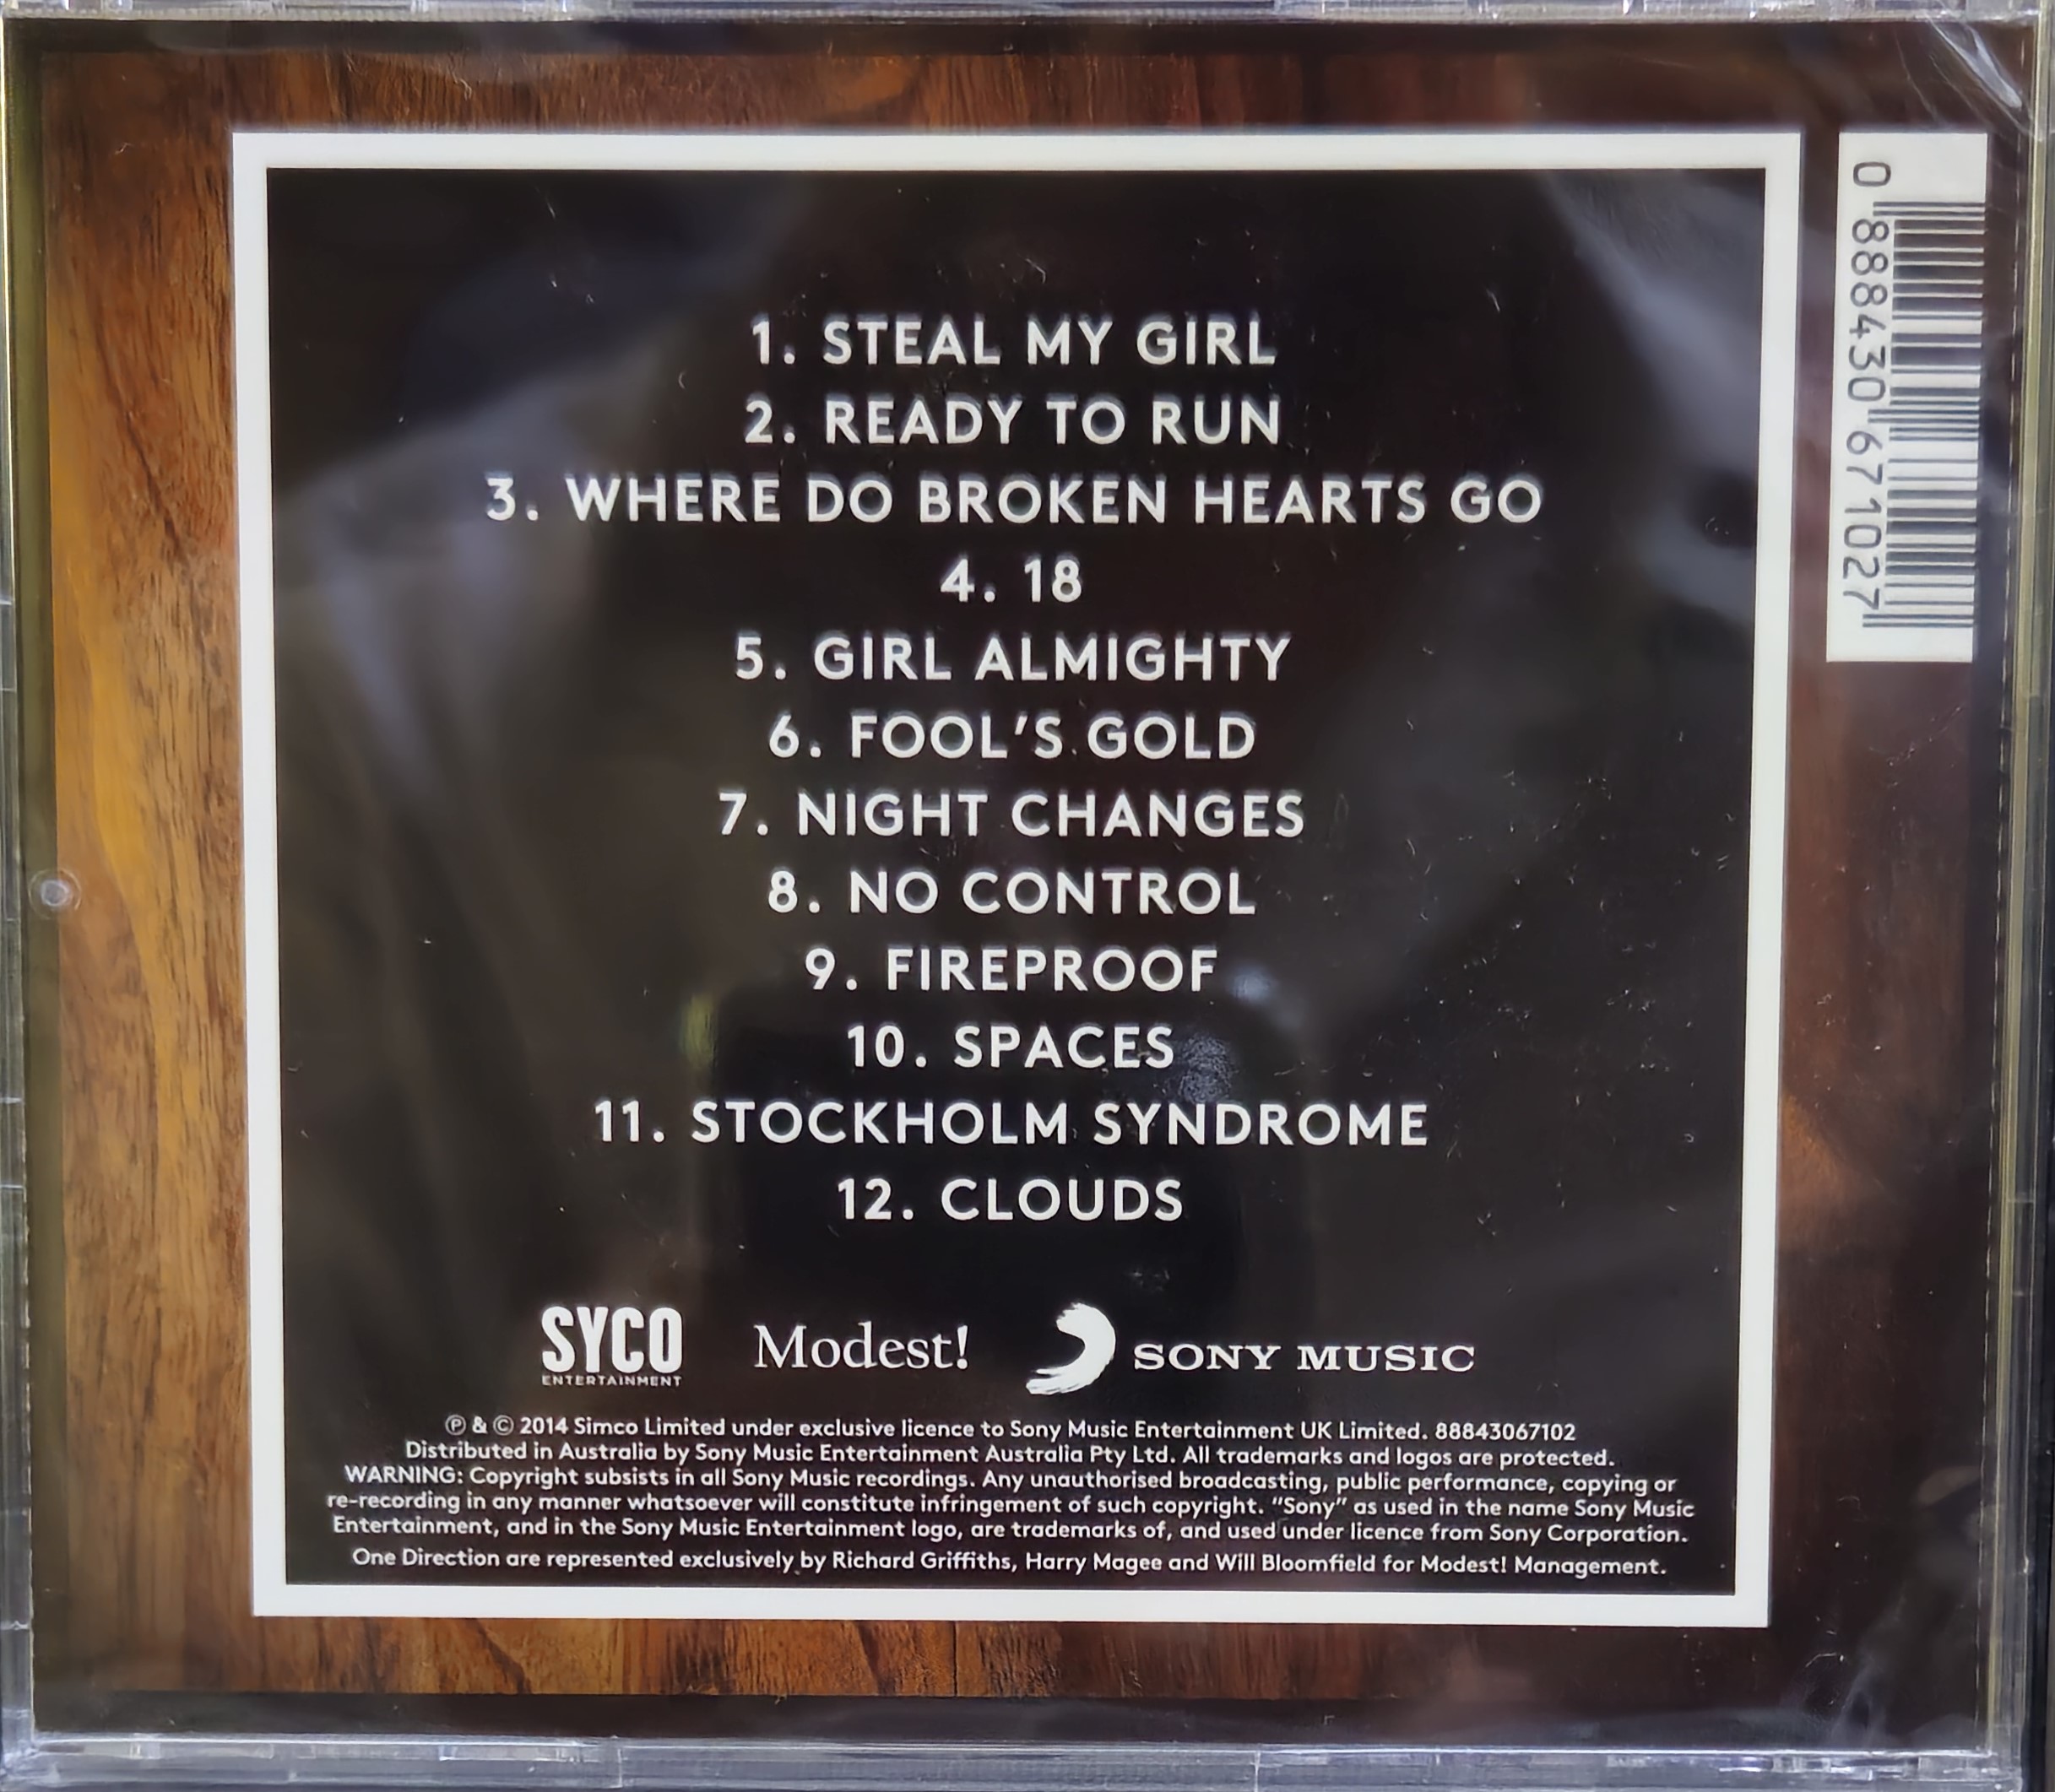 1. STEAL MY GIRL
2. READY TO RUN
3. WHERE DO BROKEN HEARTS GO
4. 18
5. GIRL ALMIGHTY
6. FOOL'S GOLD
7. NIGHT CHANGES
8. NO CONTROL
9. FIREPROOF
10. SPACES
11. STOCKHOLM SYNDROME
12. CLOUDS
SYCO
ENTERTAINMENT
Modest!
SONY MUSIC
℗ & © 2014 Simco Limited under exclusive licence to Sony Music Entertainment UK Limited. 88843067102
Distributed in Australia by Sony Music Entertainment Australia Pty Ltd. All trademarks and logos are protected.
WARNING: Copyright subsists in all Sony Music recordings. Any unauthorised broadcasting, public performance, copying or
re-recording in any manner whatsoever will constitute infringement of such copyright. "Sony" as used in the name Sony Music
Entertainment, and in the Sony Music Entertainment logo, are trademarks of, and used under licence from Sony Corporation.
One Direction are represented exclusively by Richard Griffiths, Harry Magee and Will Bloomfield for Modest! Management.
0 888430 671027